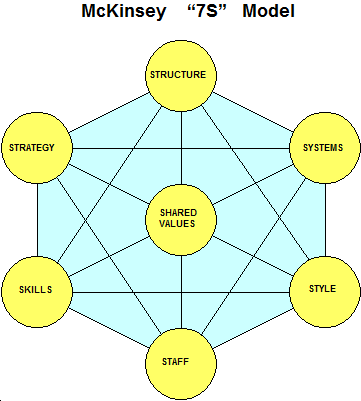 McKinsey “7S” Model
STRUCTURE
STRATEGY
SYSTEMS
SHARED
VALUES
SKILLS
STYLE
STAFF